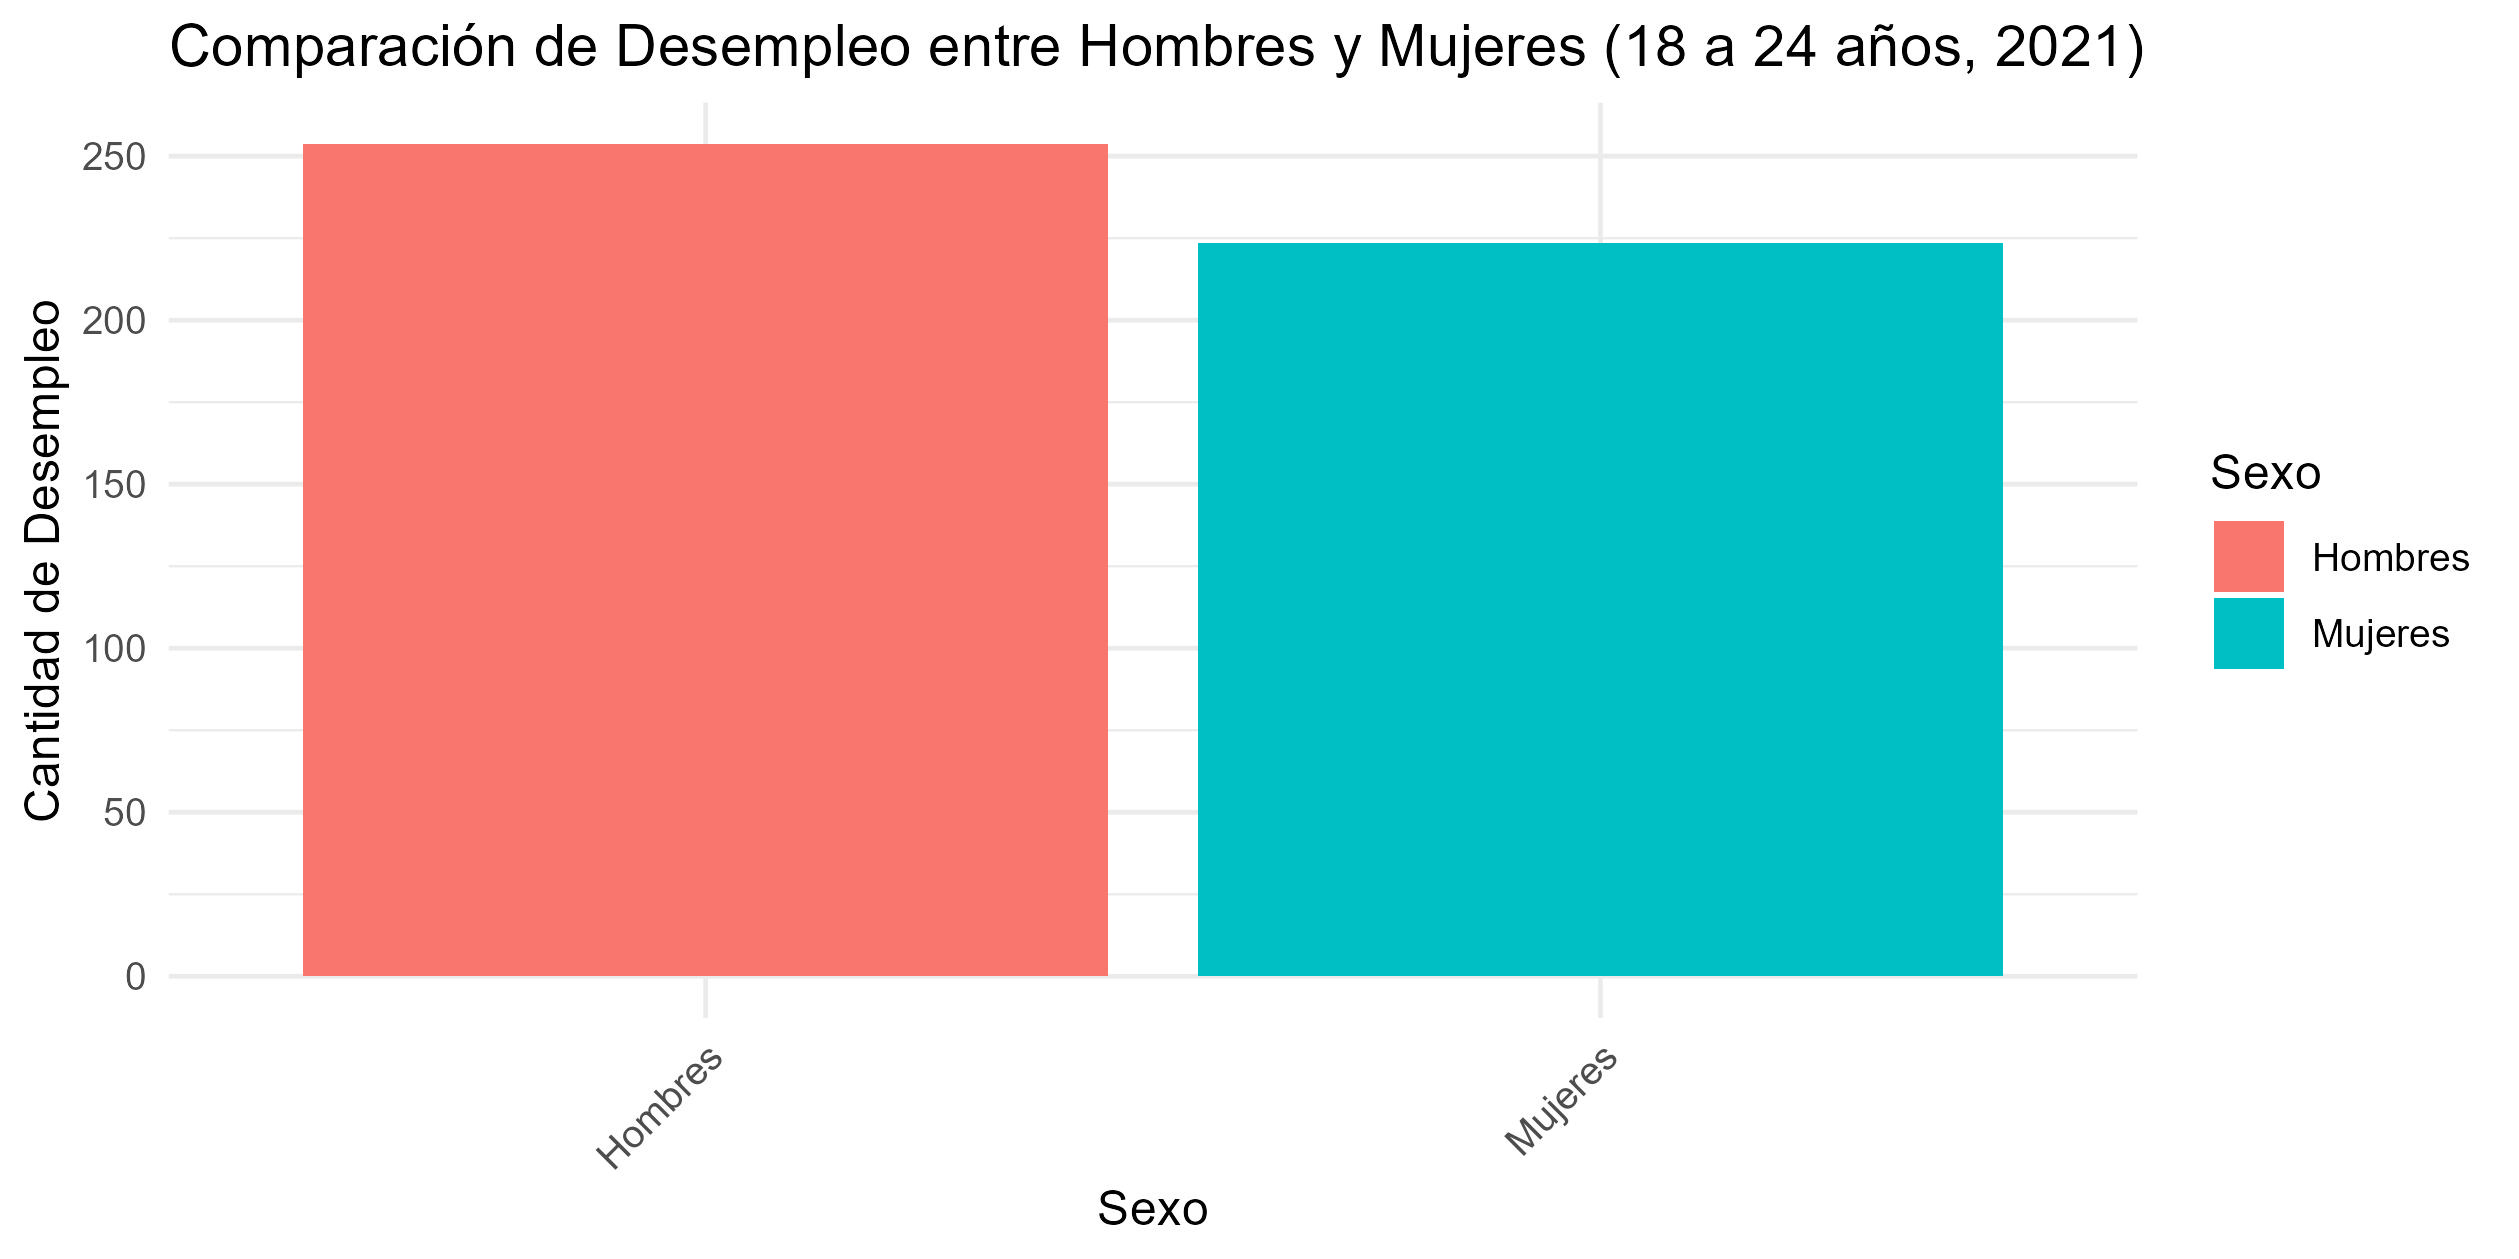 Comparación de Desempleo entre Hombres y Mujeres (18 a 24 años, 2021)
Cantidad de Desempleo
250
200
150
100
50
0
Hombres
Mujeres
Sexo
Sexo
Hombres
Mujeres